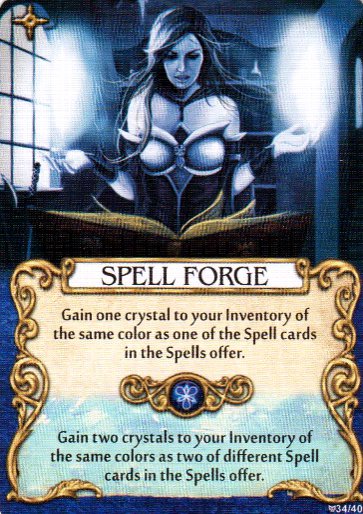 SPELL FORGE
Gain one crystal to your Inventory of
the same color as one of the Spell cards
in the Spells offer.
Gain two crystals to your Inventory of
the same colors as two of different Spell
cards in the Spells offer.
34/40